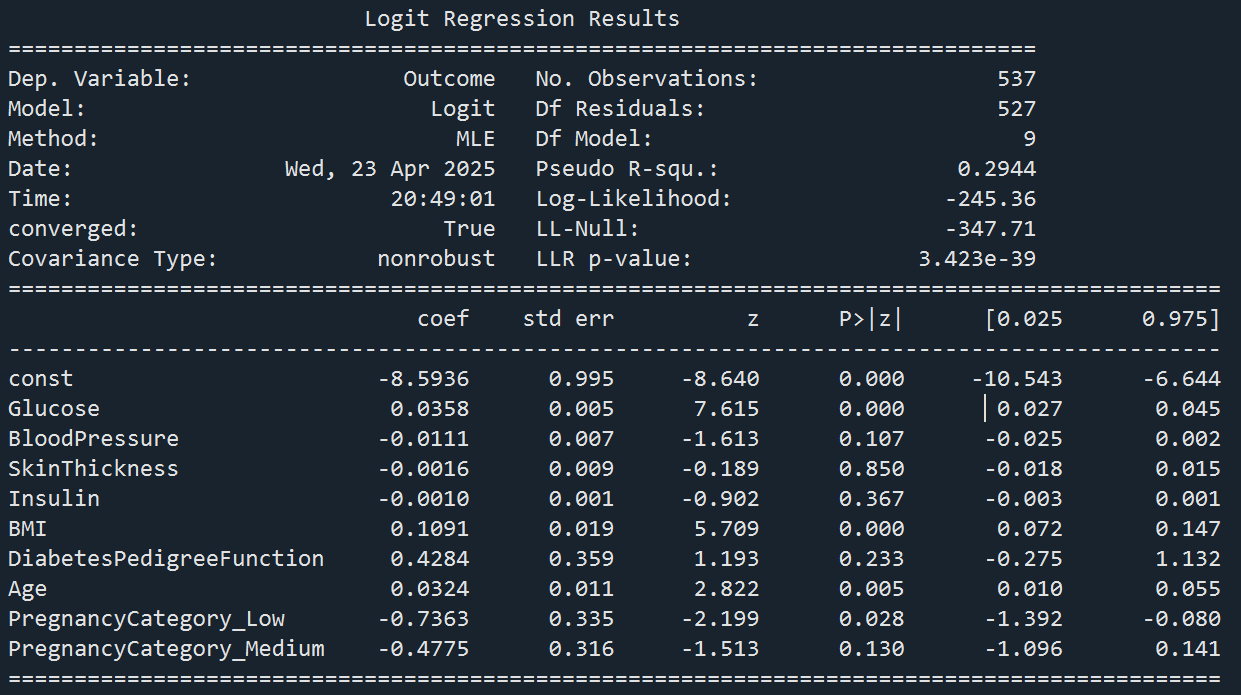 Logit Regression Results
==============================================================================
Dep. Variable:                Outcome   No. Observations:                  537
Model:                          Logit   Df Residuals:                      527
Method:                           MLE   Df Model:                            9
Date:                Wed, 23 Apr 2025   Pseudo R-squ.:                  0.2944
Time:                        20:49:01   Log-Likelihood:                -245.36
converged:                       True   LL-Null:                       -347.71
Covariance Type:            nonrobust   LLR p-value:                 3.423e-39
============================================================================================
                               coef    std err          z      P>|z|      [0.025      0.975]
--------------------------------------------------------------------------------------------
const                       -8.5936      0.995     -8.640      0.000     -10.543      -6.644
Glucose                      0.0358      0.005      7.615      0.000       0.027       0.045
BloodPressure               -0.0111      0.007     -1.613      0.107      -0.025       0.002
SkinThickness               -0.0016      0.009     -0.189      0.850      -0.018       0.015
Insulin                     -0.0010      0.001     -0.902      0.367      -0.003       0.001
BMI                          0.1091      0.019      5.709      0.000       0.072       0.147
DiabetesPedigreeFunction     0.4284      0.359      1.193      0.233      -0.275       1.132
Age                          0.0324      0.011      2.822      0.005       0.010       0.055
PregnancyCategory_Low       -0.7363      0.335     -2.199      0.028      -1.392      -0.080
PregnancyCategory_Medium    -0.4775      0.316     -1.513      0.130      -1.096       0.141
============================================================================================